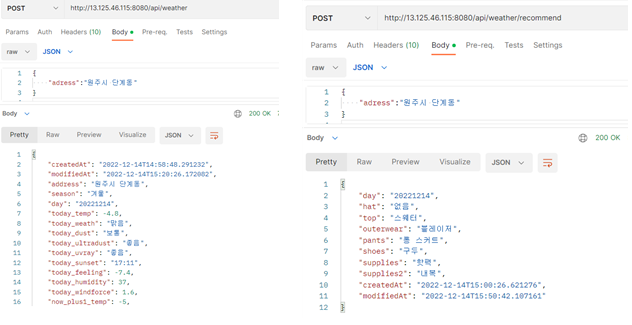 POST
http://13.125.46.115:8080/api/weather
Params Auth Headers (10) Body Pre-req. Tests Settings
raw JSON
1 {
2 "adress":"원주시 단계동"
3 }
Body
200 OK
Pretty Raw Preview Visualize JSON
1 {
2 "createdAt": "2022-12-14T14:58:48.291232",
3 "modifiedAt": "2022-12-14T15:20:26.172082",
4 "address": "원주시 단계동",
5 "season": "겨울",
6 "day": "20221214",
7 "today_temp": -4.8,
8 "today_weath": "맑음",
9 "today_dust": "보통",
10 "today_ultradust": "좋음",
11 "today_uvray": "좋음",
12 "today_sunset": "17:11",
13 "today_feeling": -7.4,
14 "today_humidity": 37,
15 "today_windforce": 1.6,
16 "now_plus1_temp": -5,
POST
http://13.125.46.115:8080/api/weather/recommend
Params Auth Headers (10) Body Pre-req. Tests Settings
raw JSON
1 {
2 "adress":"원주시 단계동"
3 }
Body
200 OK
Pretty Raw Preview Visualize JSON
1 {
2 "day": "20221214",
3 "hat": "없음",
4 "top": "스웨터",
5 "outerwear": "블레이저",
6 "pants": "롱 스커트",
7 "shoes": "구두",
8 "supplies": "핫팩",
9 "supplies2": "내복",
10 "createdAt": "2022-12-14T15:00:26.621276",
11 "modifiedAt": "2022-12-14T15:50:42.107161"
12 }